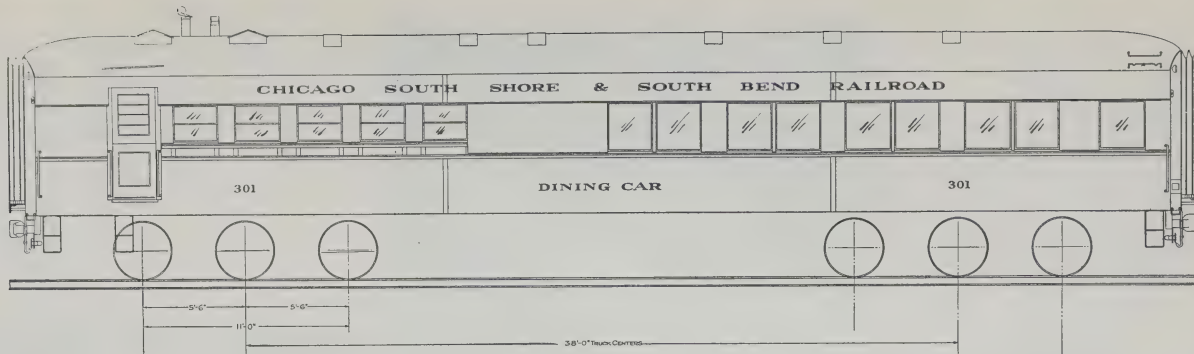 CHICAGO SOUTH SHORE & SOUTH BEND RAILROAD
301 DINING CAR 301
5'-6" 5'-6"
11'-0"
38'-0" TRUCK CENTERS